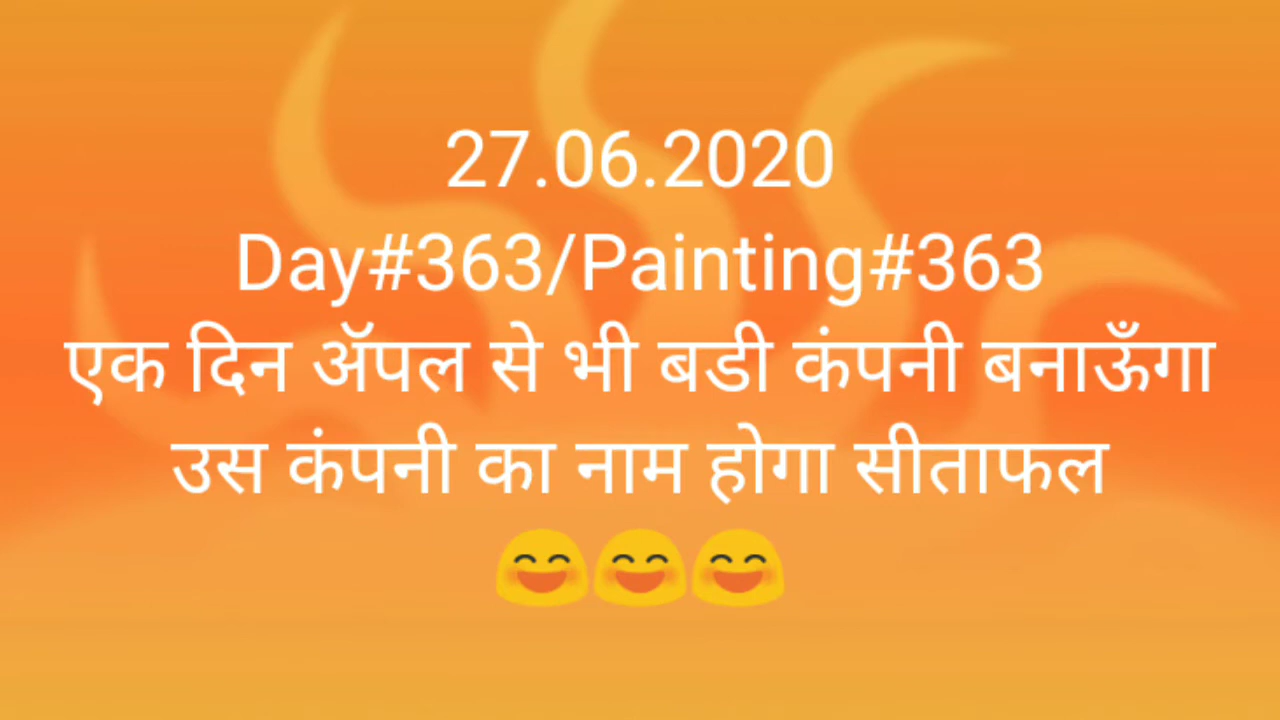 27.06.2020
Day#363/Painting#363
एक दिन ॲपल से भी बडी कंपनी बनाऊँगा
उस कंपनी का नाम होगा सीताफल
😄😄😄